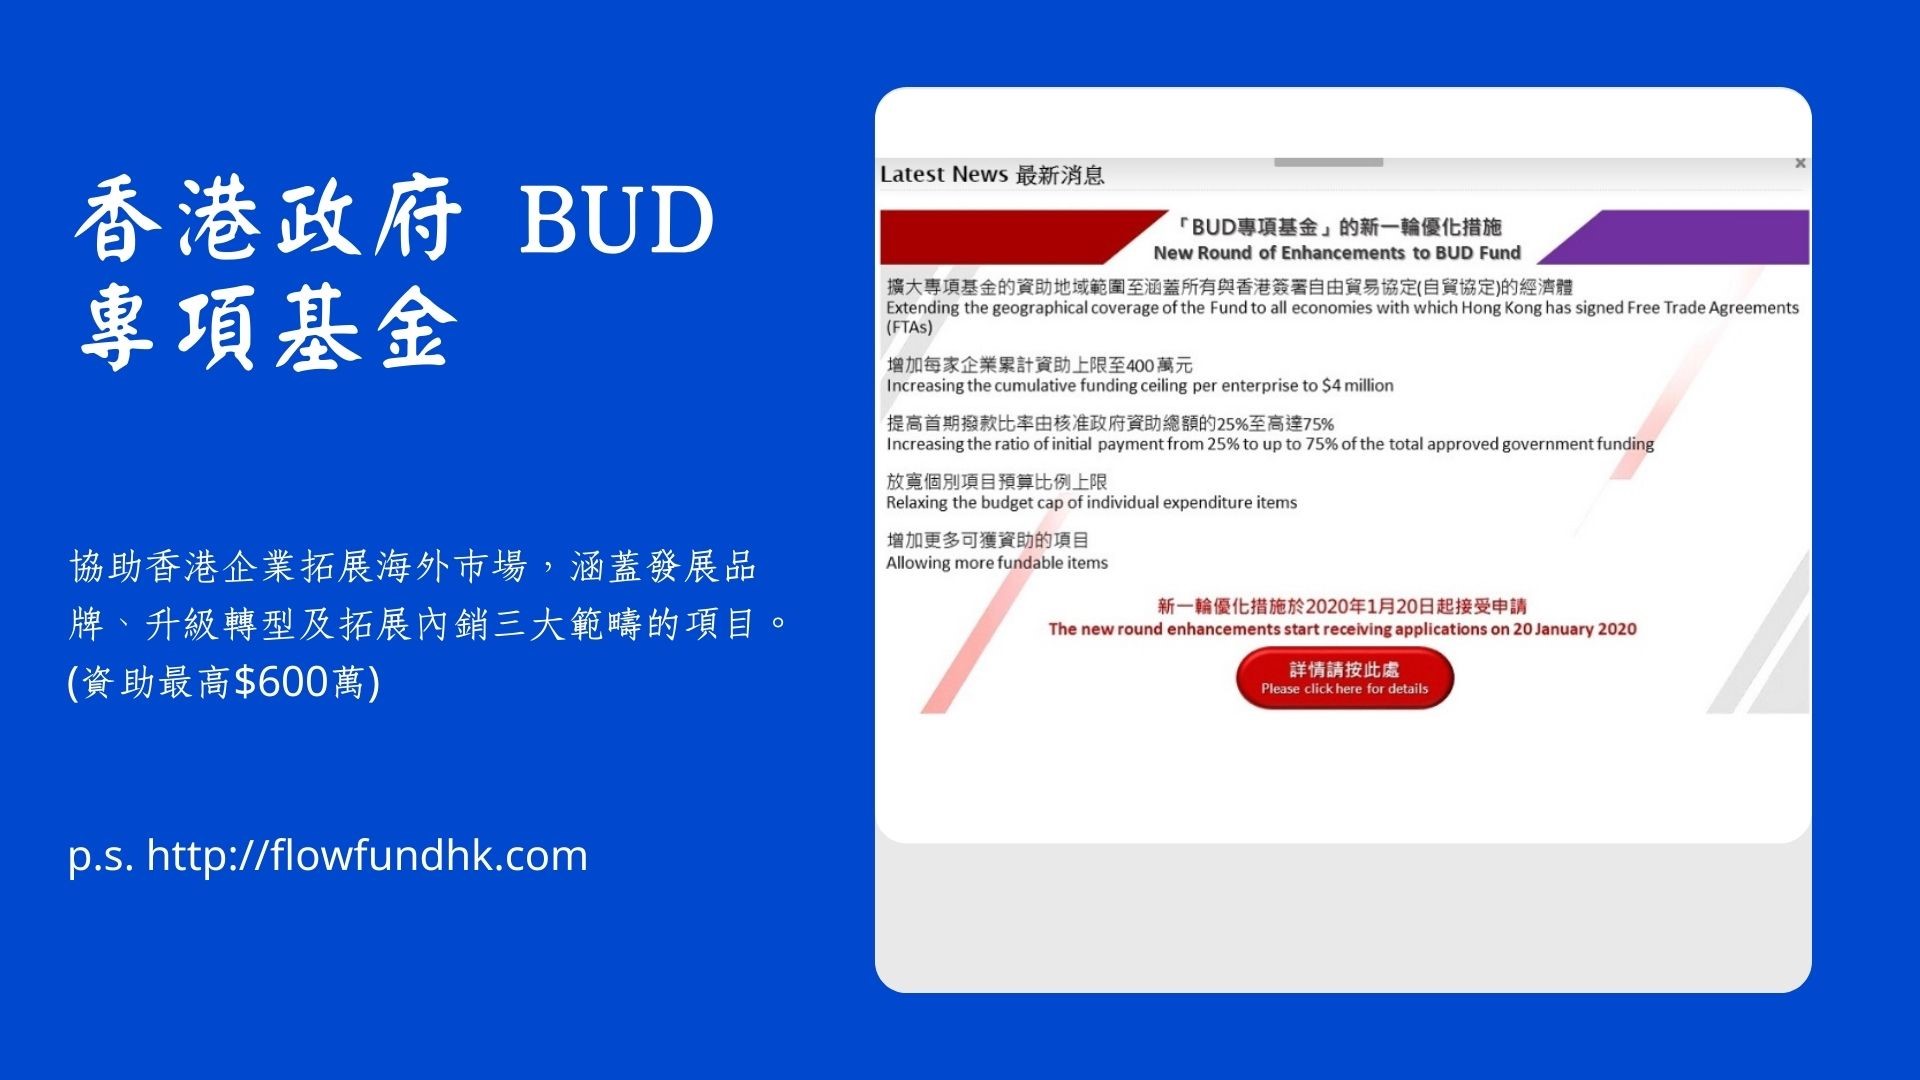 香港政府 BUD
專項基金
協助香港企業拓展海外市場，涵蓋發展品
牌、升級轉型及拓展內銷三大範疇的項目。
(資助最高$600萬)
p.s. http://flowfundhk.com
Latest News 最新消息
「BUD專項基金」的新一輪優化措施
New Round of Enhancements to BUD Fund
擴大專項基金的資助地域範圍至涵蓋所有與香港簽署自由貿易協定(自貿協定)的經濟體
Extending the geographical coverage of the Fund to all economies with which Hong Kong has signed Free Trade Agreements
(FTAs)
增加每家企業累計資助上限至400萬元
Increasing the cumulative funding ceiling per enterprise to $4 million
提高首期撥款比率由核准政府資助總額的25%至高達75%
Increasing the ratio of initial payment from 25% to up to 75% of the total approved government funding
放寬個別項目預算比例上限
Relaxing the budget cap of individual expenditure items
增加更多可獲資助的項目
Allowing more fundable items
新一輪優化措施於2020年1月20日起接受申請
The new round enhancements start receiving applications on 20 January 2020
詳情請按此處
Please click here for details